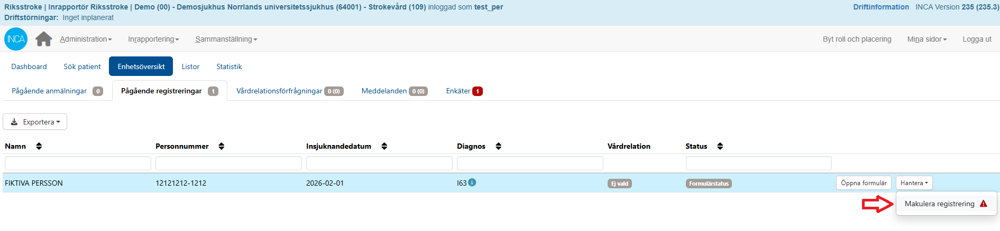 Riksstroke | Inrapportör Riksstroke | Demo (00) - Demosjukhus Norrlands universitetssjukhus (64001) - Strokevård (109) inloggad som test_per Driftinformation INCA Version 235 (235.3)
Driftstörningar: Inget inplanerat
INCA Administration Inrapportering Sammanställning Byt roll och placering Mina sidor Logga ut
Dashboard Sök patient Enhetsöversikt Listor Statistik
Pågående anmälningar 0 Pågående registreringar 1 Vårdrelationsförfrågningar 0 (0) Meddelanden 0 (0) Enkäter 1
Exportera
Namn Personnummer Insjuknandedatum Diagnos Vårdrelation Status
FIKTIVA PERSSON 12121212-1212 2026-02-01 I63 Ej vald Formulärstatus Öppna formulär Hantera
Makulera registrering